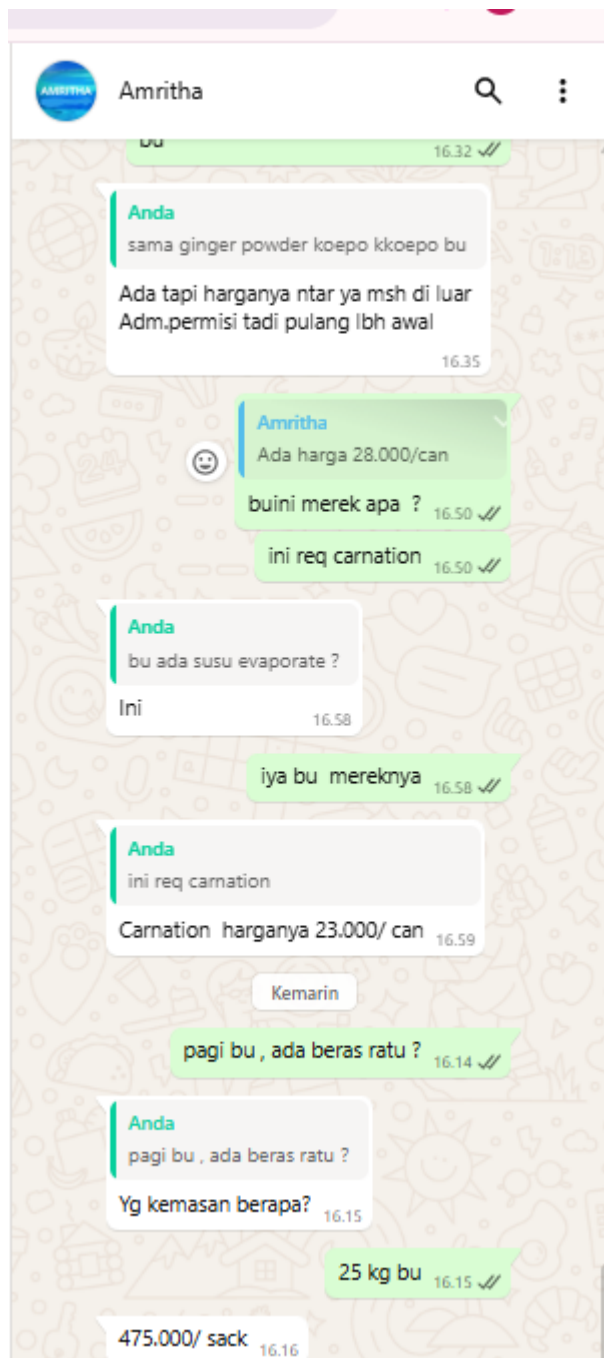 AMRITHA
Amritha
bu
16.32
Anda
sama ginger powder koepo kkoepo bu
Ada tapi harganya ntar ya msh di luar
Adm.permisi tadi pulang lbh awal
16.35
Amritha
Ada harga 28.000/can
buini merek apa ? 16.50
ini req carnation 16.50
Anda
bu ada susu evaporate ?
Ini 16.58
iya bu mereknya 16.58
Anda
ini req carnation
Carnation harganya 23.000/ can 16.59
Kemarin
pagi bu , ada beras ratu ? 16.14
Anda
pagi bu , ada beras ratu ?
Yg kemasan berapa? 16.15
25 kg bu 16.15
475.000/ sack 16.16